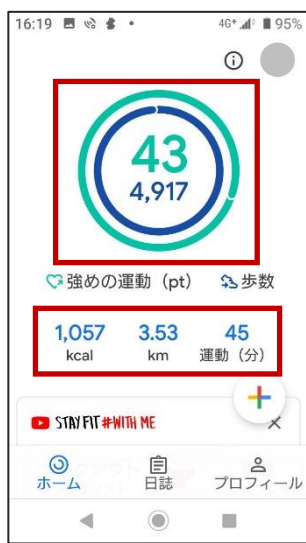 16:19 4G+ 95%
43
4,917
強めの運動（pt） 歩数
1,057 3.53 45
kcal km 運動（分）
STAY FIT #WITH ME
ホーム 日誌 プロフィール